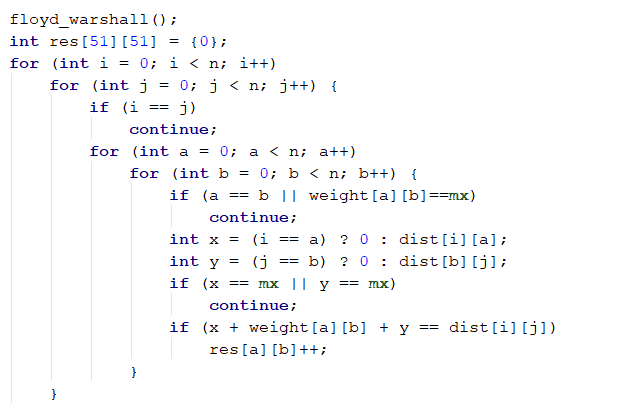 floyd_warshall();
int res[51][51] = {0};
for (int i = 0; i < n; i++)
    for (int j = 0; j < n; j++) {
        if (i == j)
            continue;
        for (int a = 0; a < n; a++)
            for (int b = 0; b < n; b++) {
                if (a == b || weight[a][b]==mx)
                    continue;
                int x = (i == a) ? 0 : dist[i][a];
                int y = (j == b) ? 0 : dist[b][j];
                if (x == mx || y == mx)
                    continue;
                if (x + weight[a][b] + y == dist[i][j])
                    res[a][b]++;
            }
    }